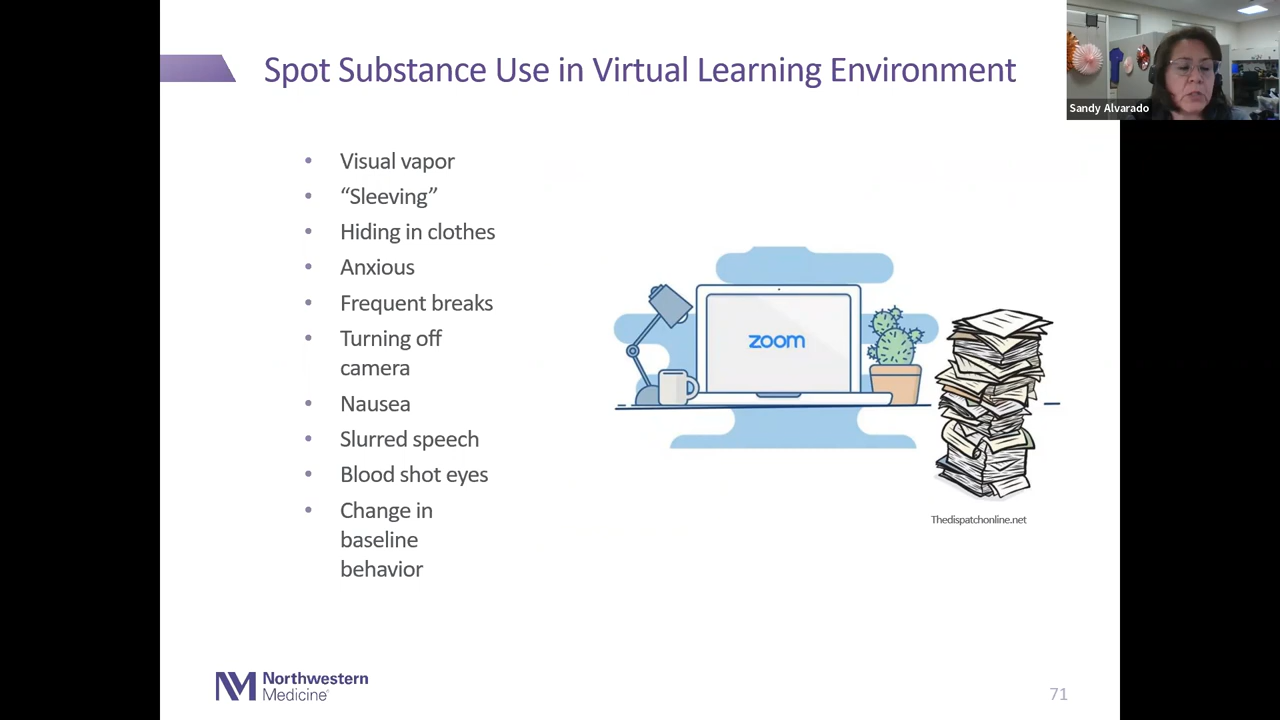 Spot Substance Use in Virtual Learning Environment
Sandy Alvarado
• Visual vapor
• “Sleeving”
• Hiding in clothes
• Anxious
• Frequent breaks
• Turning off
camera
• Nausea
• Slurred speech
• Blood shot eyes
• Change in
baseline
behavior
zoom
Thedispatchonline.net
NM Northwestern
Medicine®
71